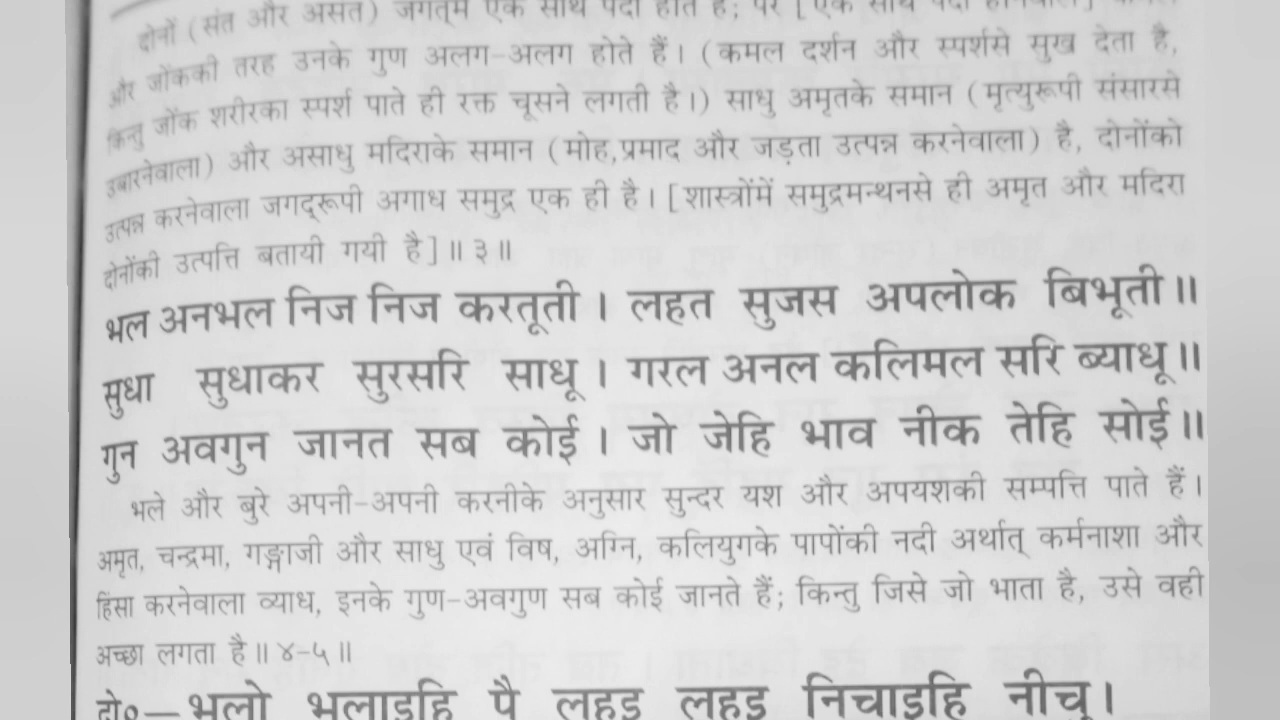 दोनों (संत और असंत) जगत्‌में एक साथ पैदा होते हैं; पर [ एक साथ पैदा होनेवाले ]
और जोंककी तरह उनके गुण अलग-अलग होते हैं। (कमल दर्शन और स्पर्शसे सुख देता है,
किन्तु जोंक शरीरका स्पर्श पाते ही रक्त चूसने लगती है।) साधु अमृतके समान (मृत्युरूपी संसारसे
उबारनेवाला) और असाधु मदिराके समान (मोह,प्रमाद और जड़ता उत्पन्न करनेवाला) है, दोनोंको
उत्पन्न करनेवाला जगद्‌रूपी अगाध समुद्र एक ही है। [शास्त्रोंमें समुद्रमन्थनसे ही अमृत और मदिरा
दोनोंकी उत्पत्ति बतायी गयी है]॥३॥
भल अनभल निज निज करतूती। लहत सुजस अपलोक बिभूती॥
सुधा सुधाकर सुरसरि साधू। गरल अनल कलिमल सरि ब्याधू॥
गुन अवगुन जानत सब कोई। जो जेहि भाव नीक तेहि सोई॥
भले और बुरे अपनी-अपनी करनीके अनुसार सुन्दर यश और अपयशकी सम्पत्ति पाते हैं।
अमृत, चन्द्रमा, गङ्गाजी और साधु एवं विष, अग्नि, कलियुगके पापोंकी नदी अर्थात् कर्मनाशा और
हिंसा करनेवाला व्याध, इनके गुण-अवगुण सब कोई जानते हैं; किन्तु जिसे जो भाता है, उसे वही
अच्छा लगता है॥४-५॥
दो०—भलो भलाइहि पै लहइ लहइ निचाइहि नीचु।